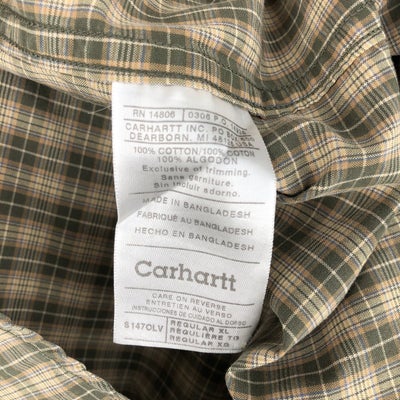 RN 14806 0306 P.O. 
CARHARTT INC. PO BOX
DEARBORN, MI
100% COTTON/100% COTON
100% ALGODON
Exclusive of trimming.
Sans garniture.
Sin incluir adorno.
MADE IN BANGLADESH
FABRIQUÉ AU BANGLADESH
HECHO EN BANGLADESH
Carhartt
CARE ON REVERSE
ENTRETIEN AU VERSO
INSTRUCCIONES DE CUIDADO AL DORSO
S147OLV
REGULAR XL
REGULIERE TG
REGULAR XG